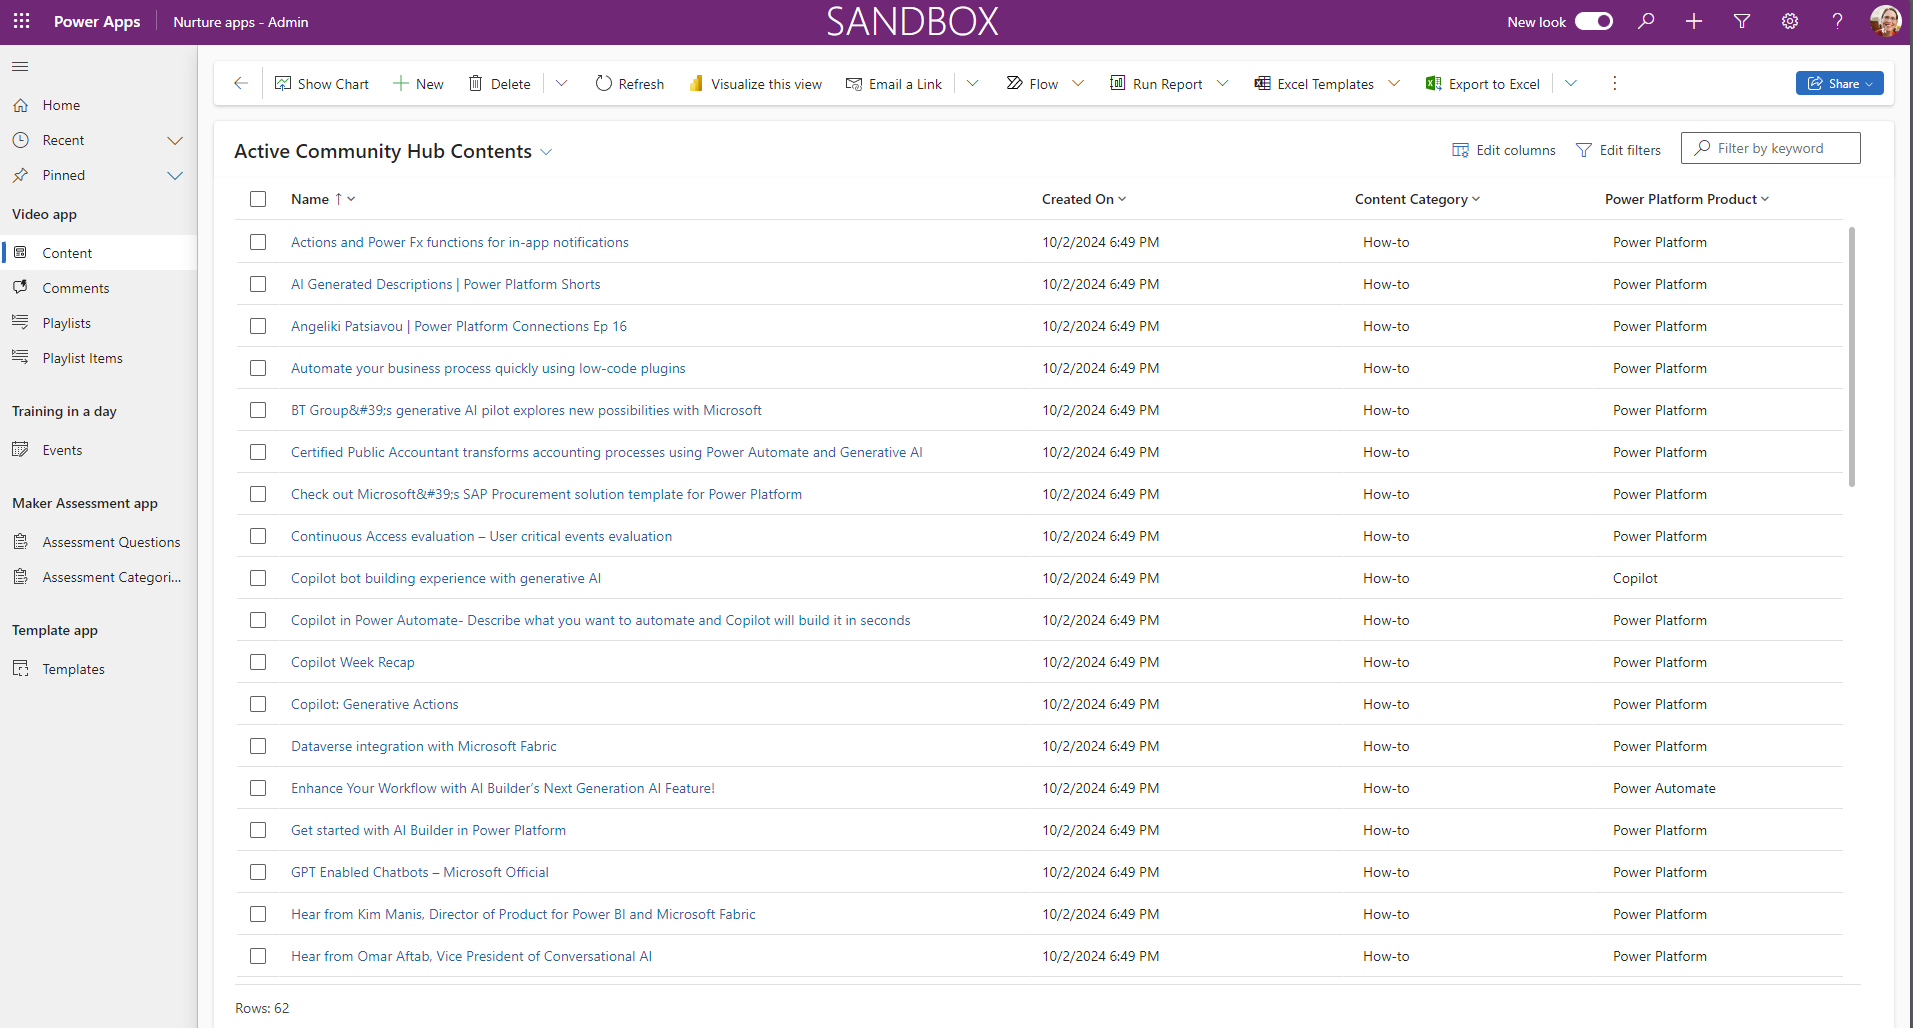 Power Apps Nurture apps - Admin SANDBOX New look
Show Chart New Delete Refresh Visualize this view Email a Link Flow Run Report Excel Templates Export to Excel Share
Home
Recent
Pinned
Video app
Content
Comments
Playlists
Playlist Items
Training in a day
Events
Maker Assessment app
Assessment Questions
Assessment Categori...
Template app
Templates
Active Community Hub Contents Edit columns Edit filters Filter by keyword
Name ↑ Created On Content Category Power Platform Product
Actions and Power Fx functions for in-app notifications 10/2/2024 6:49 PM How-to Power Platform
AI Generated Descriptions | Power Platform Shorts 10/2/2024 6:49 PM How-to Power Platform
Angeliki Patsiavou | Power Platform Connections Ep 16 10/2/2024 6:49 PM How-to Power Platform
Automate your business process quickly using low-code plugins 10/2/2024 6:49 PM How-to Power Platform
BT Group&#39;s generative AI pilot explores new possibilities with Microsoft 10/2/2024 6:49 PM How-to Power Platform
Certified Public Accountant transforms accounting processes using Power Automate and Generative AI 10/2/2024 6:49 PM How-to Power Platform
Check out Microsoft&#39;s SAP Procurement solution template for Power Platform 10/2/2024 6:49 PM How-to Power Platform
Continuous Access evaluation – User critical events evaluation 10/2/2024 6:49 PM How-to Power Platform
Copilot bot building experience with generative AI 10/2/2024 6:49 PM How-to Copilot
Copilot in Power Automate- Describe what you want to automate and Copilot will build it in seconds 10/2/2024 6:49 PM How-to Power Platform
Copilot Week Recap 10/2/2024 6:49 PM How-to Power Platform
Copilot: Generative Actions 10/2/2024 6:49 PM How-to Power Platform
Dataverse integration with Microsoft Fabric 10/2/2024 6:49 PM How-to Power Platform
Enhance Your Workflow with AI Builder’s Next Generation AI Feature! 10/2/2024 6:49 PM How-to Power Automate
Get started with AI Builder in Power Platform 10/2/2024 6:49 PM How-to Power Platform
GPT Enabled Chatbots – Microsoft Official 10/2/2024 6:49 PM How-to Power Platform
Hear from Kim Manis, Director of Product for Power BI and Microsoft Fabric 10/2/2024 6:49 PM How-to Power Platform
Hear from Omar Aftab, Vice President of Conversational AI 10/2/2024 6:49 PM How-to Power Platform
Rows: 62